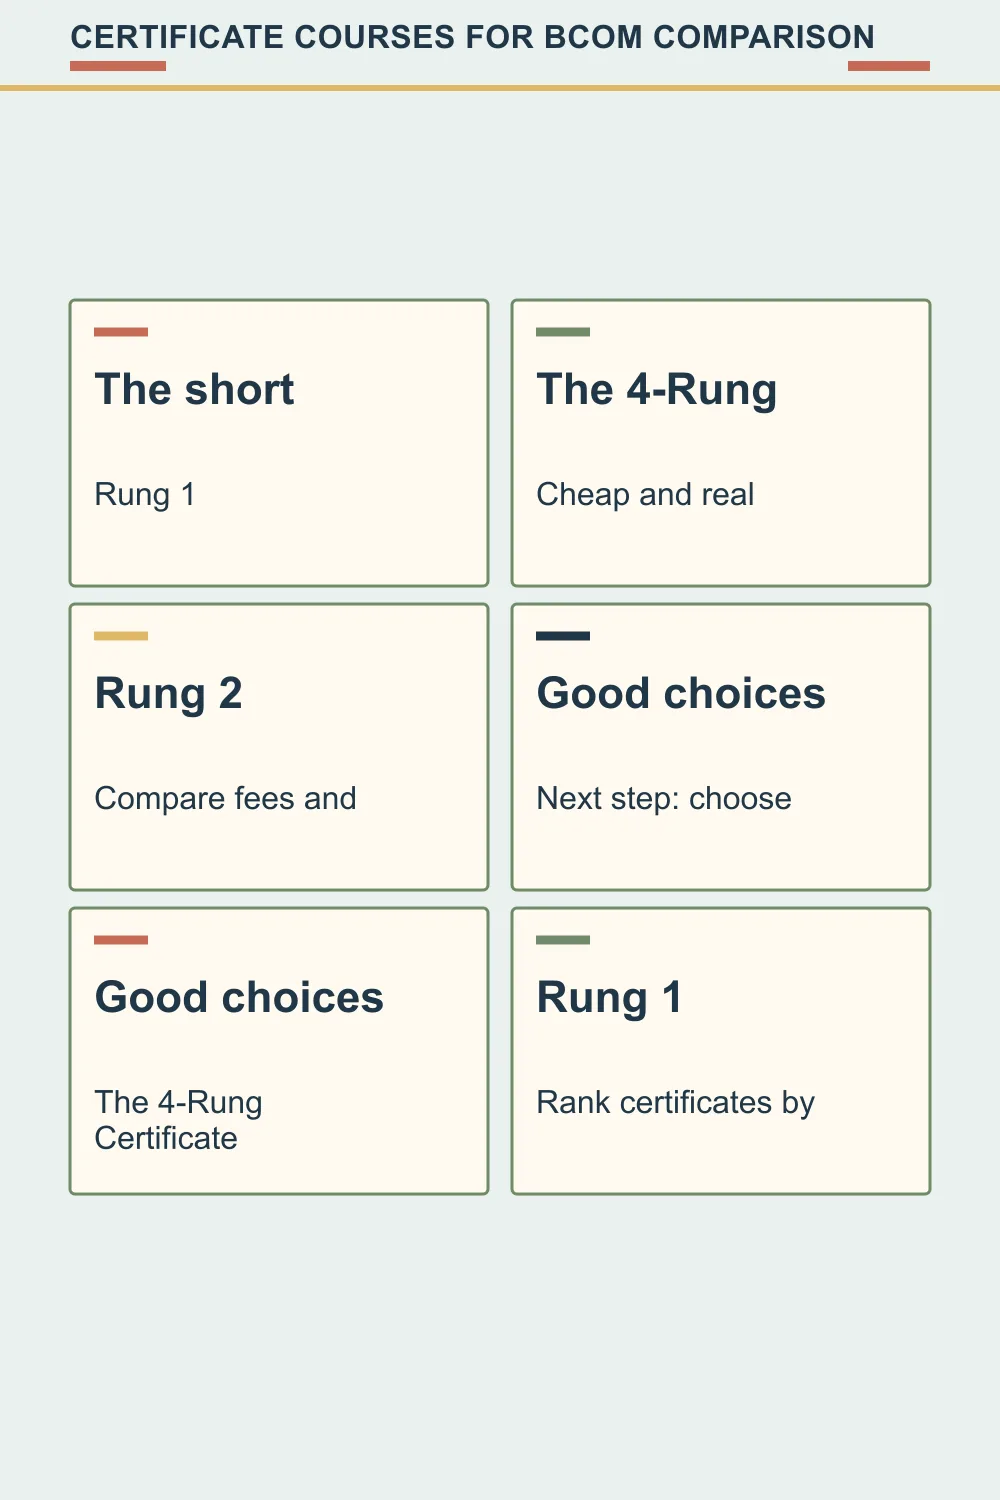 CERTIFICATE COURSES FOR BCOM COMPARISON
The short
Rung 1
The 4-Rung
Cheap and real
Rung 2
Compare fees and
Good choices
Next step: choose
Good choices
The 4-Rung
Certificate
Rung 1
Rank certificates by